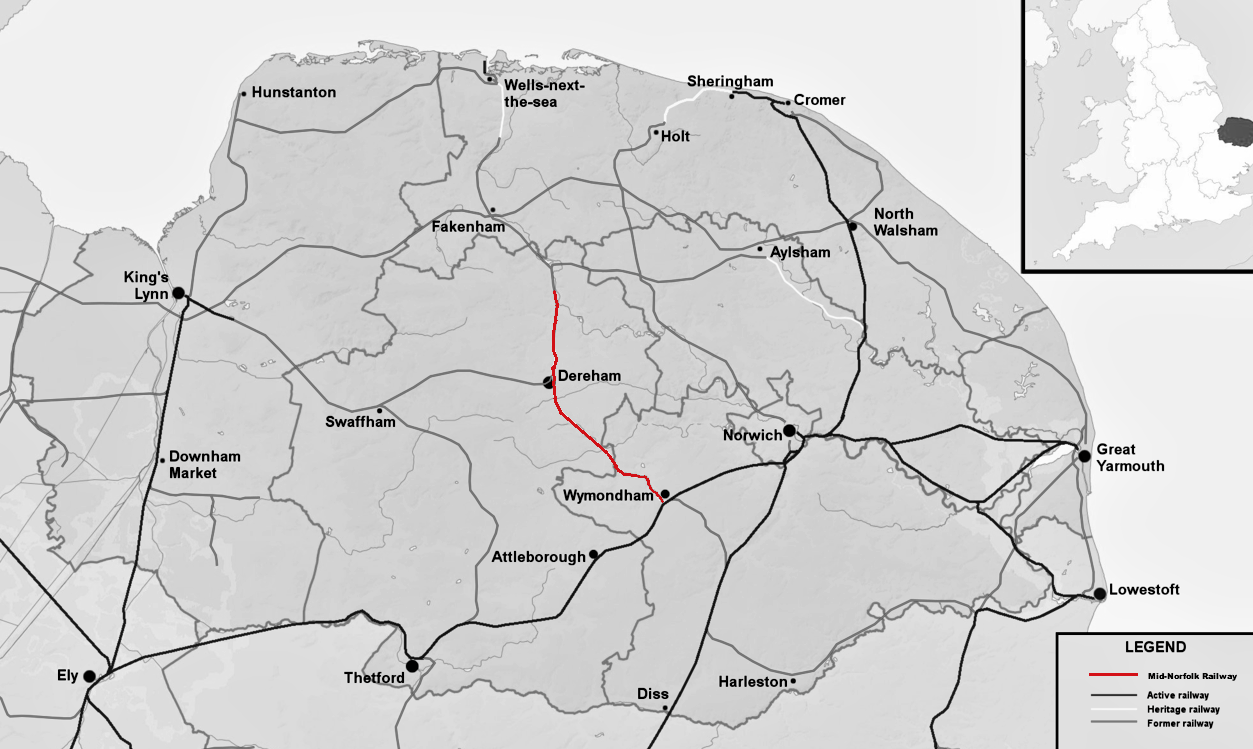 Sheringham
Hunstanton
Wells-next-
the-sea
Cromer
Holt
North
Walsham
Fakenham
Aylsham
King's
Lynn
Dereham
Swaffham
Norwich
Downham
Market
Great
Yarmouth
Wymondham
Attleborough
Lowestoft
Ely
Thetford
Harleston
Diss
LEGEND
Mid-Norfolk Railway
Active railway
Heritage railway
Former railway